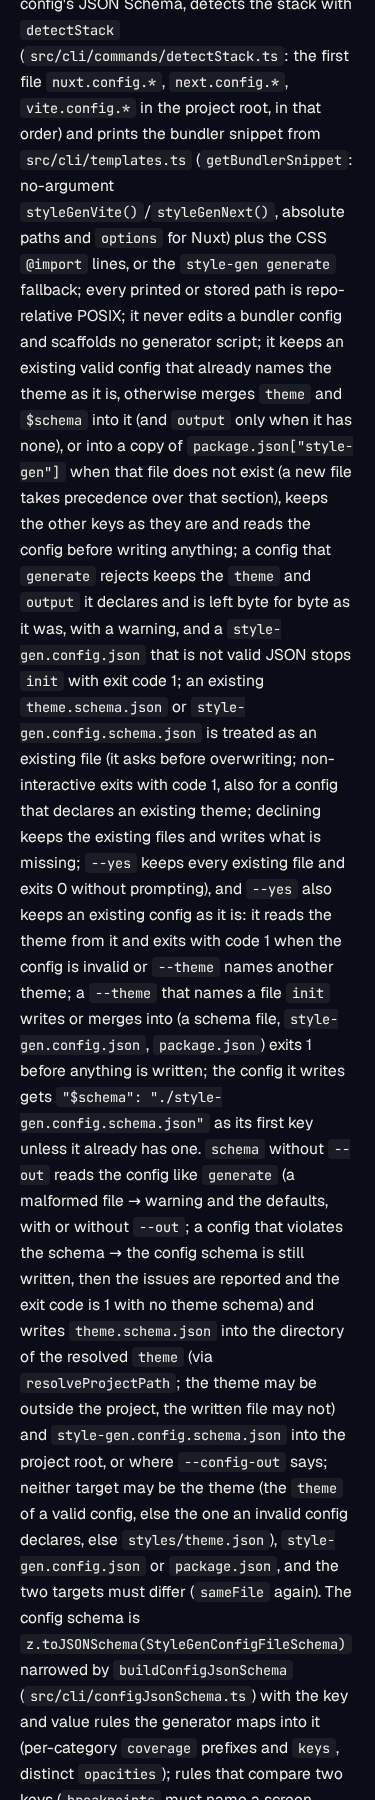 config's JSON Schema, detects the stack with
detectStack
(src/cli/commands/detectStack.ts: the first
file nuxt.config.*, next.config.*,
vite.config.* in the project root, in that
order) and prints the bundler snippet from
src/cli/templates.ts (getBundlerSnippet:
no-argument
styleGenVite()/styleGenNext(), absolute
paths and options for Nuxt) plus the CSS
@import lines, or the style-gen generate
fallback; every printed or stored path is repo-
relative POSIX; it never edits a bundler config
and scaffolds no generator script; it keeps an
existing valid config that already names the
theme as it is, otherwise merges theme and
$schema into it (and output only when it has
none), or into a copy of package.json["style-
gen"] when that file does not exist (a new file
takes precedence over that section), keeps
the other keys as they are and reads the
config before writing anything; a config that
generate rejects keeps the theme and
output it declares and is left byte for byte as
it was, with a warning, and a style-
gen.config.json that is not valid JSON stops
init with exit code 1; an existing
theme.schema.json or style-
gen.config.schema.json is treated as an
existing file (it asks before overwriting; non-
interactive exits with code 1, also for a config
that declares an existing theme; declining
keeps the existing files and writes what is
missing; --yes keeps every existing file and
exits 0 without prompting), and --yes also
keeps an existing config as it is: it reads the
theme from it and exits with code 1 when the
config is invalid or --theme names another
theme; a --theme that names a file init
writes or merges into (a schema file, style-
gen.config.json, package.json) exits 1
before anything is written; the config it writes
gets "$schema": "./style-
gen.config.schema.json" as its first key
unless it already has one. schema without --
out reads the config like generate (a
malformed file → warning and the defaults,
with or without --out; a config that violates
the schema → the config schema is still
written, then the issues are reported and the
exit code is 1 with no theme schema) and
writes theme.schema.json into the directory
of the resolved theme (via
resolveProjectPath; the theme may be
outside the project, the written file may not)
and style-gen.config.schema.json into the
project root, or where --config-out says;
neither target may be the theme (the theme
of a valid config, else the one an invalid config
declares, else styles/theme.json), style-
gen.config.json or package.json, and the
two targets must differ (sameFile again). The
config schema is
z.toJSONSchema(StyleGenConfigFileSchema)
narrowed by buildConfigJsonSchema
(src/cli/configJsonSchema.ts) with the key
and value rules the generator maps into it
(per-category coverage prefixes and keys,
distinct opacities); rules that compare two
keys (breakpoints must name a screen